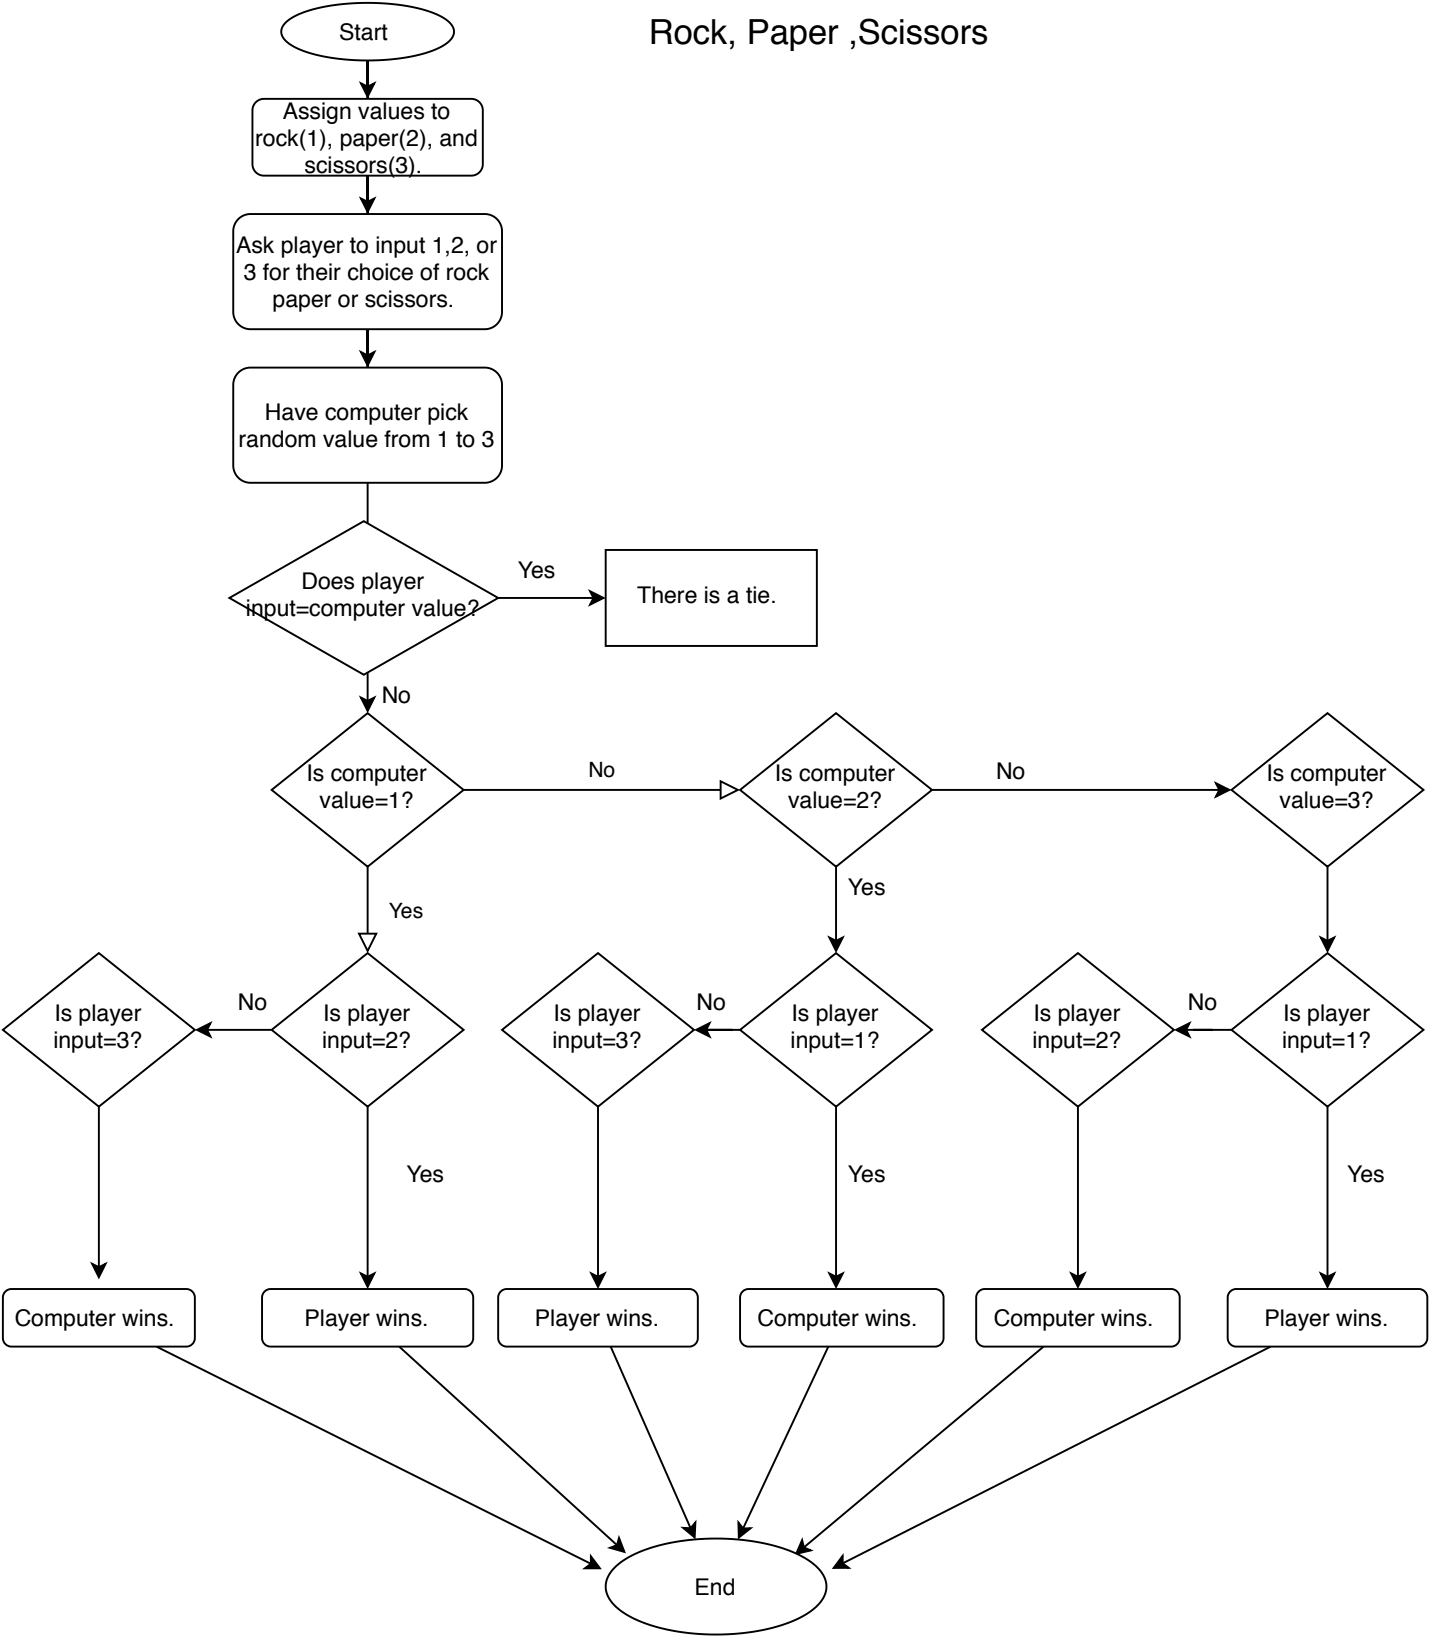 Start
Rock, Paper ,Scissors
Assign values to
rock(1), paper(2), and
scissors(3).
Ask player to input 1,2, or
3 for their choice of rock
paper or scissors.
Have computer pick
random value from 1 to 3
Does player
input=computer value?
Yes
There is a tie.
No
Is computer
value=1?
No
Is computer
value=2?
No
Is computer
value=3?
Yes
Yes
Is player
input=3?
No
Is player
input=2?
Is player
input=3?
No
Is player
input=1?
Is player
input=2?
No
Is player
input=1?
Yes
Yes
Yes
Computer wins.
Player wins.
Player wins.
Computer wins.
Computer wins.
Player wins.
End